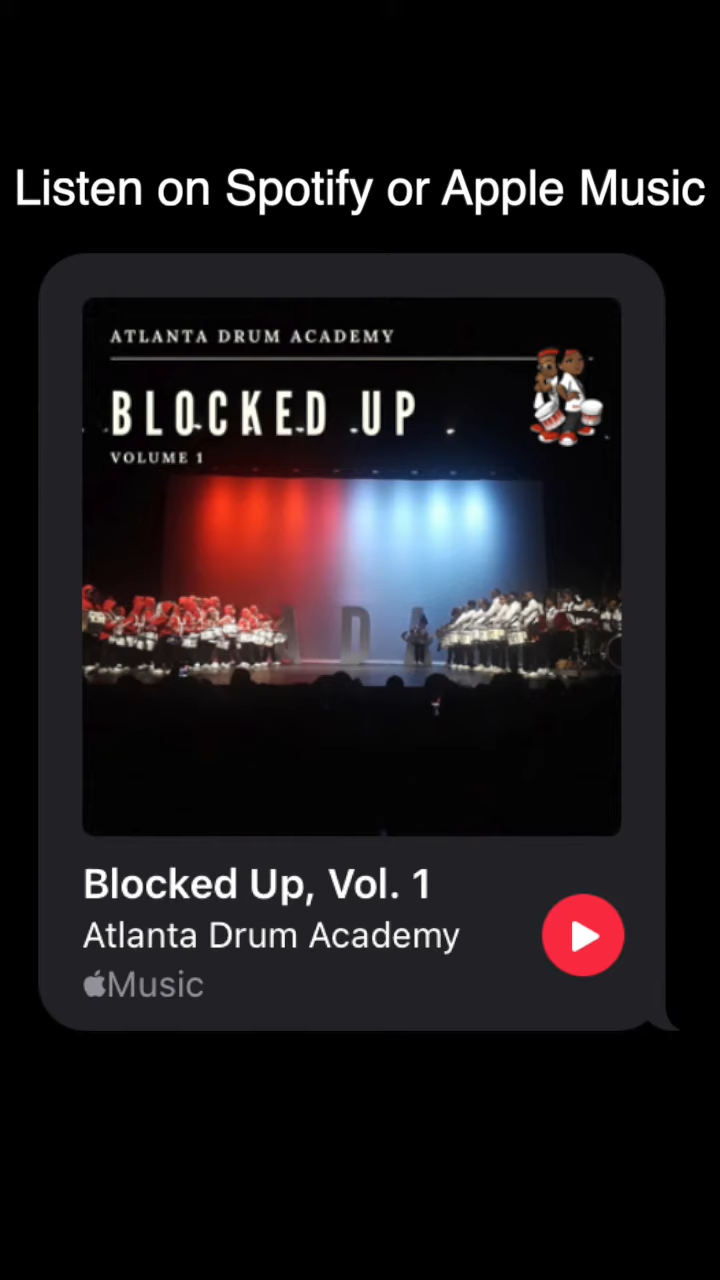 Listen on Spotify or Apple Music
ATLANTA DRUM ACADEMY
BLOCKED UP
VOLUME 1
ADA
Blocked Up, Vol. 1
Atlanta Drum Academy
Music